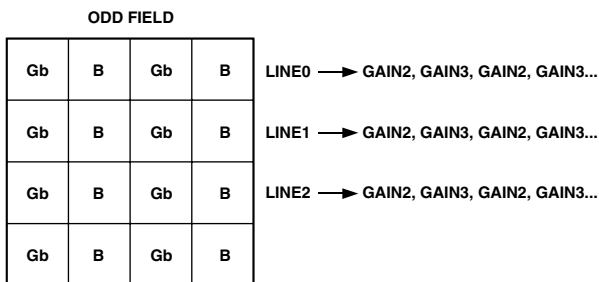 ODD FIELD
Gb B Gb B LINE0 GAIN2, GAIN3, GAIN2, GAIN3...
Gb B Gb B LINE1 GAIN2, GAIN3, GAIN2, GAIN3...
Gb B Gb B LINE2 GAIN2, GAIN3, GAIN2, GAIN3...
Gb B Gb B